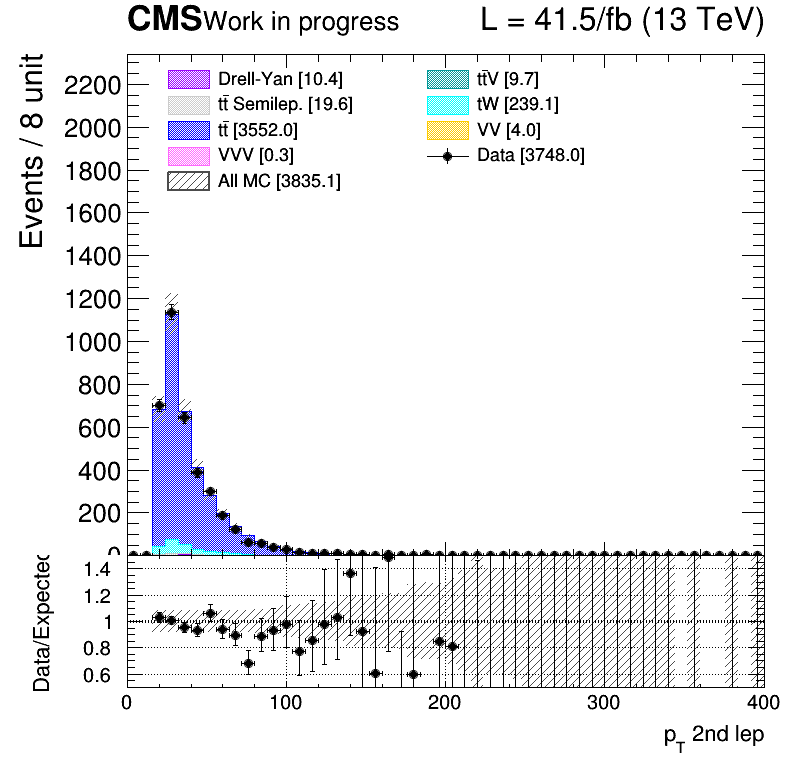 CMS Work in progress L = 41.5/fb (13 TeV)
Events / 8 unit
2200
2000
1800
1600
1400
1200
1000
800
600
400
200
0
Drell-Yan [10.4]
tt̄ Semilep. [19.6]
tt̄ [3552.0]
VVV [0.3]
All MC [3835.1]
tt̄V [9.7]
tW [239.1]
VV [4.0]
Data [3748.0]
Data/Expected
1.4
1.2
1
0.8
0.6
0 100 200 300 400
p_T 2nd lep